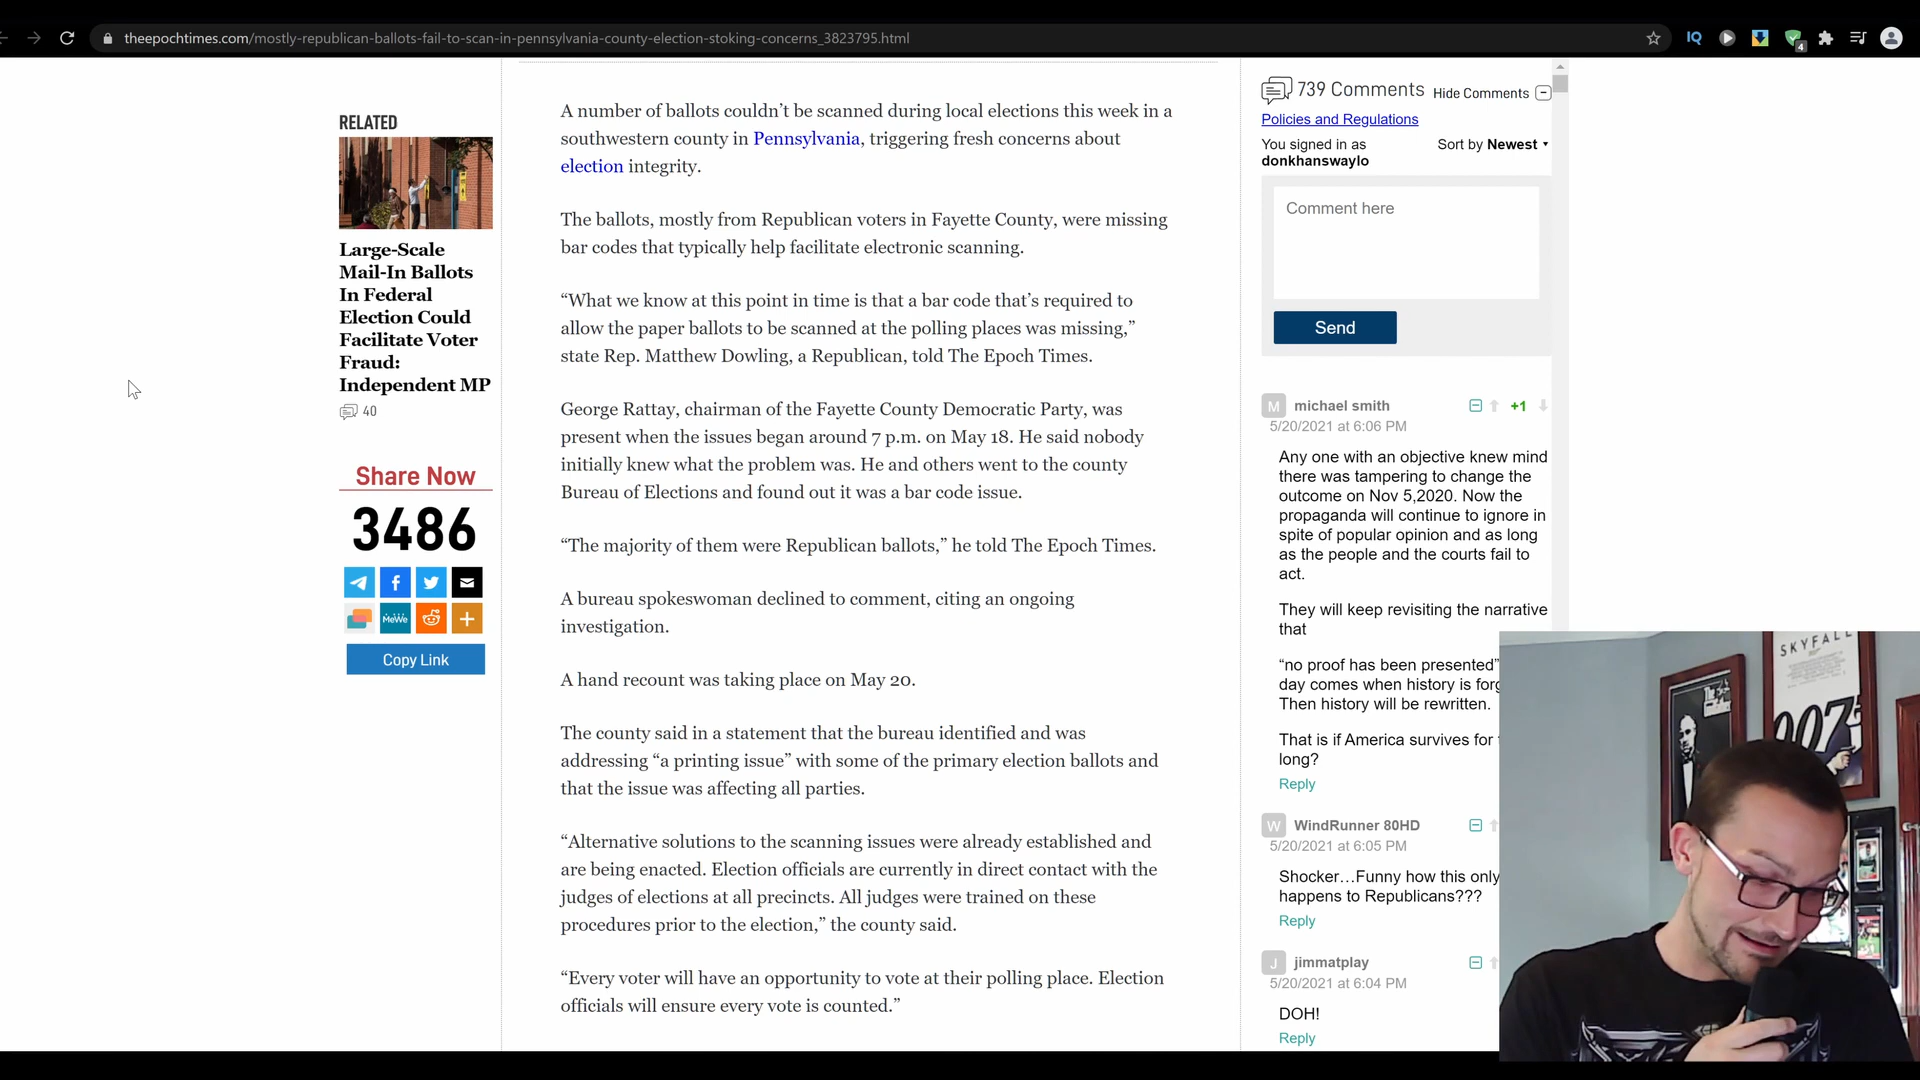 theepochtimes.com/mostly-republican-ballots-fail-to-scan-in-pennsylvania-county-election-stoking-concerns_3823795.html
IQ
4
RELATED
Large-Scale
Mail-In Ballots
In Federal
Election Could
Facilitate Voter
Fraud:
Independent MP
40
Share Now
3486
MeWe
Copy Link
A number of ballots couldn’t be scanned during local elections this week in a
southwestern county in Pennsylvania, triggering fresh concerns about
election integrity.
The ballots, mostly from Republican voters in Fayette County, were missing
bar codes that typically help facilitate electronic scanning.
“What we know at this point in time is that a bar code that’s required to
allow the paper ballots to be scanned at the polling places was missing,”
state Rep. Matthew Dowling, a Republican, told The Epoch Times.
George Rattay, chairman of the Fayette County Democratic Party, was
present when the issues began around 7 p.m. on May 18. He said nobody
initially knew what the problem was. He and others went to the county
Bureau of Elections and found out it was a bar code issue.
“The majority of them were Republican ballots,” he told The Epoch Times.
A bureau spokeswoman declined to comment, citing an ongoing
investigation.
A hand recount was taking place on May 20.
The county said in a statement that the bureau identified and was
addressing “a printing issue” with some of the primary election ballots and
that the issue was affecting all parties.
“Alternative solutions to the scanning issues were already established and
are being enacted. Election officials are currently in direct contact with the
judges of elections at all precincts. All judges were trained on these
procedures prior to the election,” the county said.
“Every voter will have an opportunity to vote at their polling place. Election
officials will ensure every vote is counted.”
739 Comments
Hide Comments
Policies and Regulations
You signed in as
donkhanswaylo
Sort by Newest
Comment here
Send
M
michael smith
+1
5/20/2021 at 6:06 PM
Any one with an objective knew mind
there was tampering to change the
outcome on Nov 5,2020. Now the
propaganda will continue to ignore in
spite of popular opinion and as long
as the people and the courts fail to
act.
They will keep revisiting the narrative
that
“no proof has been presented”
day comes when history is forg
Then history will be rewritten.
That is if America survives for
long?
Reply
W
WindRunner 80HD
5/20/2021 at 6:05 PM
Shocker…Funny how this only
happens to Republicans???
Reply
J
jimmatplay
5/20/2021 at 6:04 PM
DOH!
Reply
SKYFALL
007